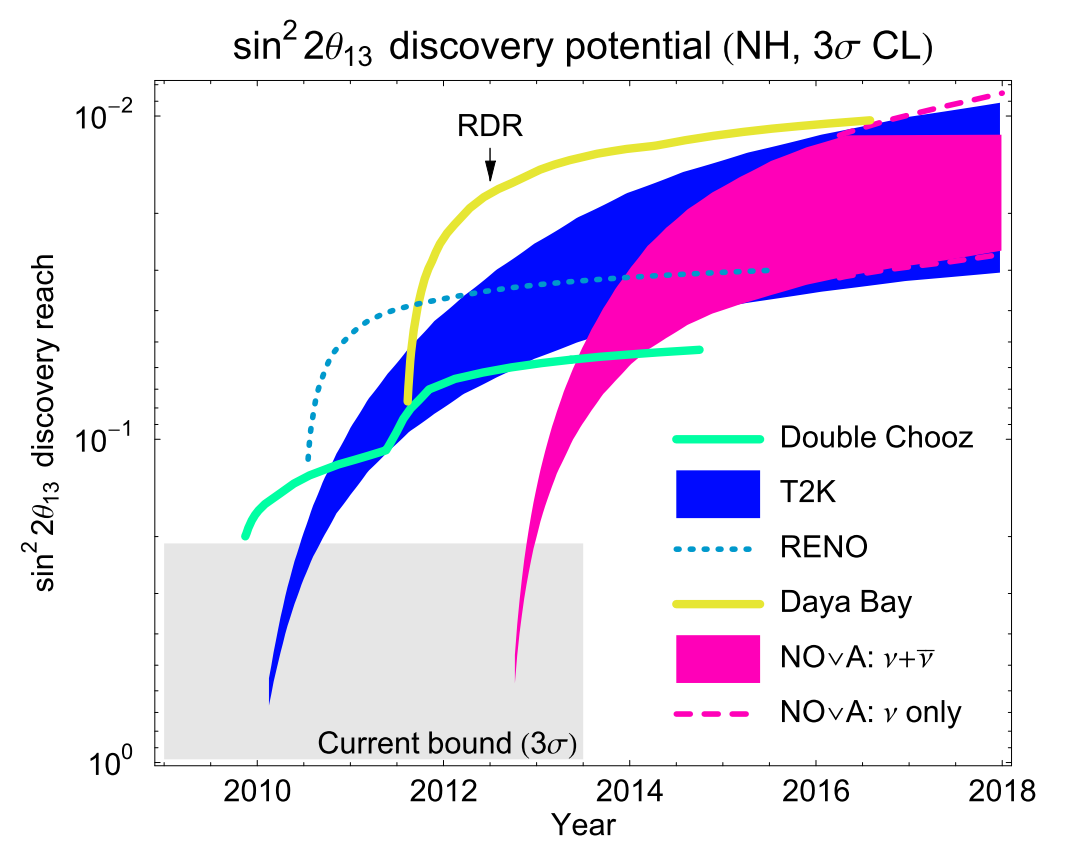 sin² 2θ₁₃ discovery potential (NH, 3σ CL)
RDR
10⁻²
10⁻¹
10⁰
sin² 2θ₁₃ discovery reach
Double Chooz
T2K
RENO
Daya Bay
NO∨A: ν+ν̅
NO∨A: ν only
Current bound (3σ)
2010 2012 2014 2016 2018
Year